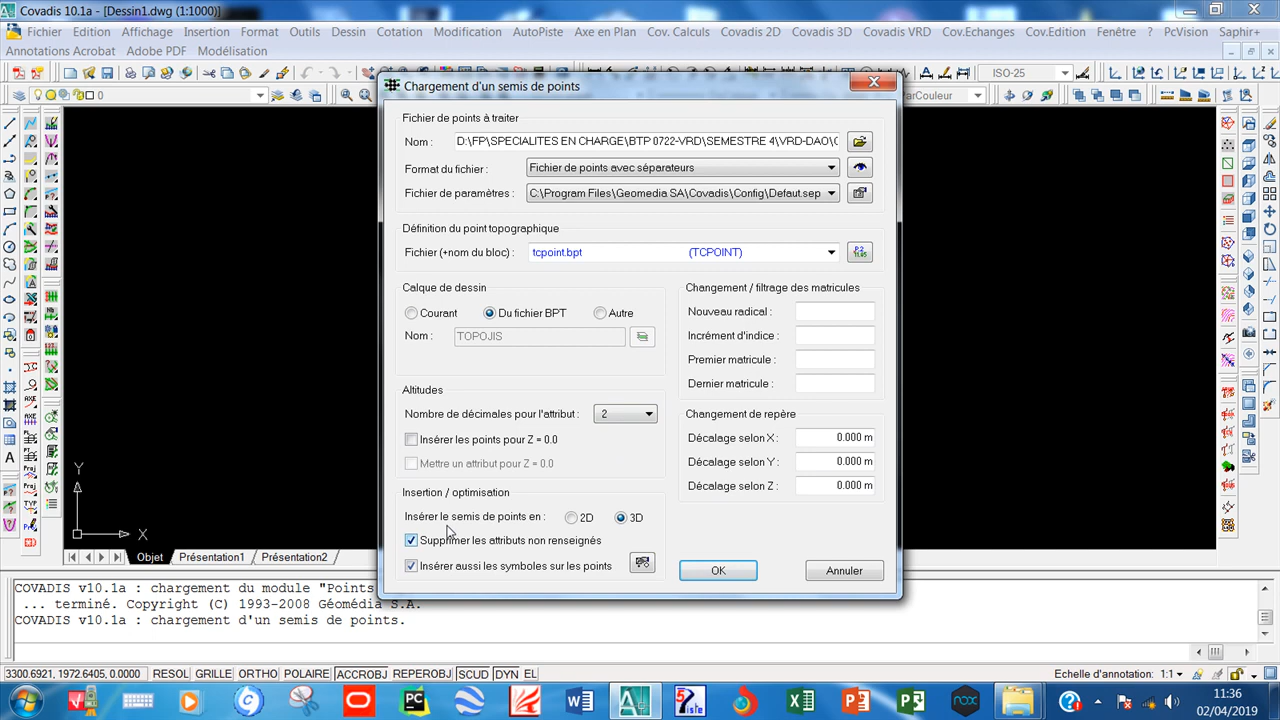 Covadis 10.1a - [Dessin1.dwg (1:1000)]
Fichier Edition Affichage Insertion Format Outils Dessin Cotation Modification AutoPiste Axe en Plan Cov. Calculs Covadis 2D Covadis 3D Covadis VRD Cov.Echanges Cov.Edition Fenêtre ? PcVision Saphir+
Annotations Acrobat Adobe PDF Modélisation
ISO-25
0
arCouleur
Chargement d'un semis de points
Fichier de points à traiter
Nom : D:\FP\SPECIALITES EN CHARGE\BTP 0722-VRD\SEMESTRE 4\VRD-DAO\C
Format du fichier : Fichier de points avec séparateurs
Fichier de paramètres : C:\Program Files\Geomedia SA\Covadis\Config\Defaut.sep
Définition du point topographique
Fichier (+nom du bloc) : tcpoint.bpt (TCPOINT)
Calque de dessin
Courant Du fichier BPT Autre
Nom : TOPOJIS
Altitudes
Nombre de décimales pour l'attribut : 2
Insérer les points pour Z = 0.0
Mettre un attribut pour Z = 0.0
Insertion / optimisation
Insérer le semis de points en : 2D 3D
Supprimer les attributs non renseignés
Insérer aussi les symboles sur les points
Changement / filtrage des matricules
Nouveau radical :
Incrément d'indice :
Premier matricule :
Dernier matricule :
Changement de repère
Décalage selon X : 0.000 m
Décalage selon Y : 0.000 m
Décalage selon Z : 0.000 m
OK Annuler
Y
X
Objet Présentation1 Présentation2
COVADIS v10.1a : chargement du module "Points
... terminé. Copyright (C) 1993-2008 Géomédia S.A.
COVADIS v10.1a : chargement d'un semis de points.
3300.6921, 1972.6405, 0.0000 RESOL GRILLE ORTHO POLAIRE ACCROBJ REPEROBJ SCUD DYN EL Echelle d'annotation: 1:1
11:36
02/04/2019